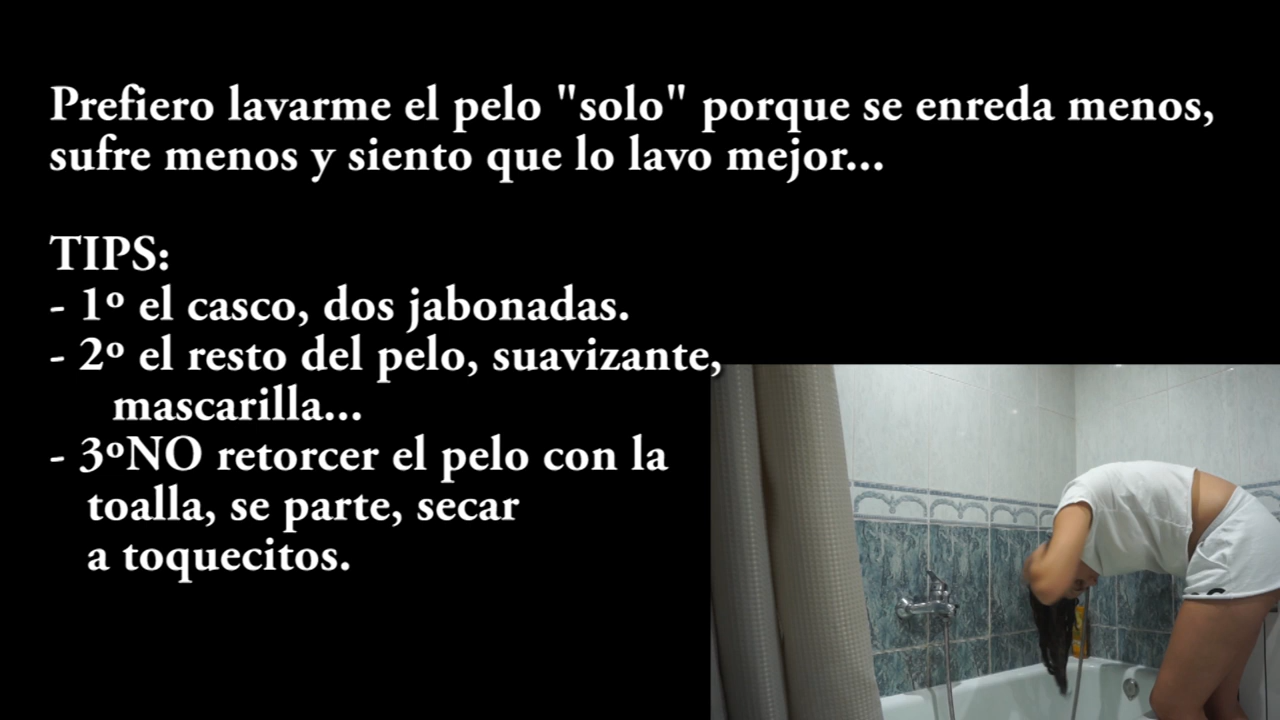 Prefiero lavarme el pelo "solo" porque se enreda menos,
sufre menos y siento que lo lavo mejor...
TIPS:
- 1º el casco, dos jabonadas.
- 2º el resto del pelo, suavizante,
mascarilla...
- 3ºNO retorcer el pelo con la
toalla, se parte, secar
a toquecitos.